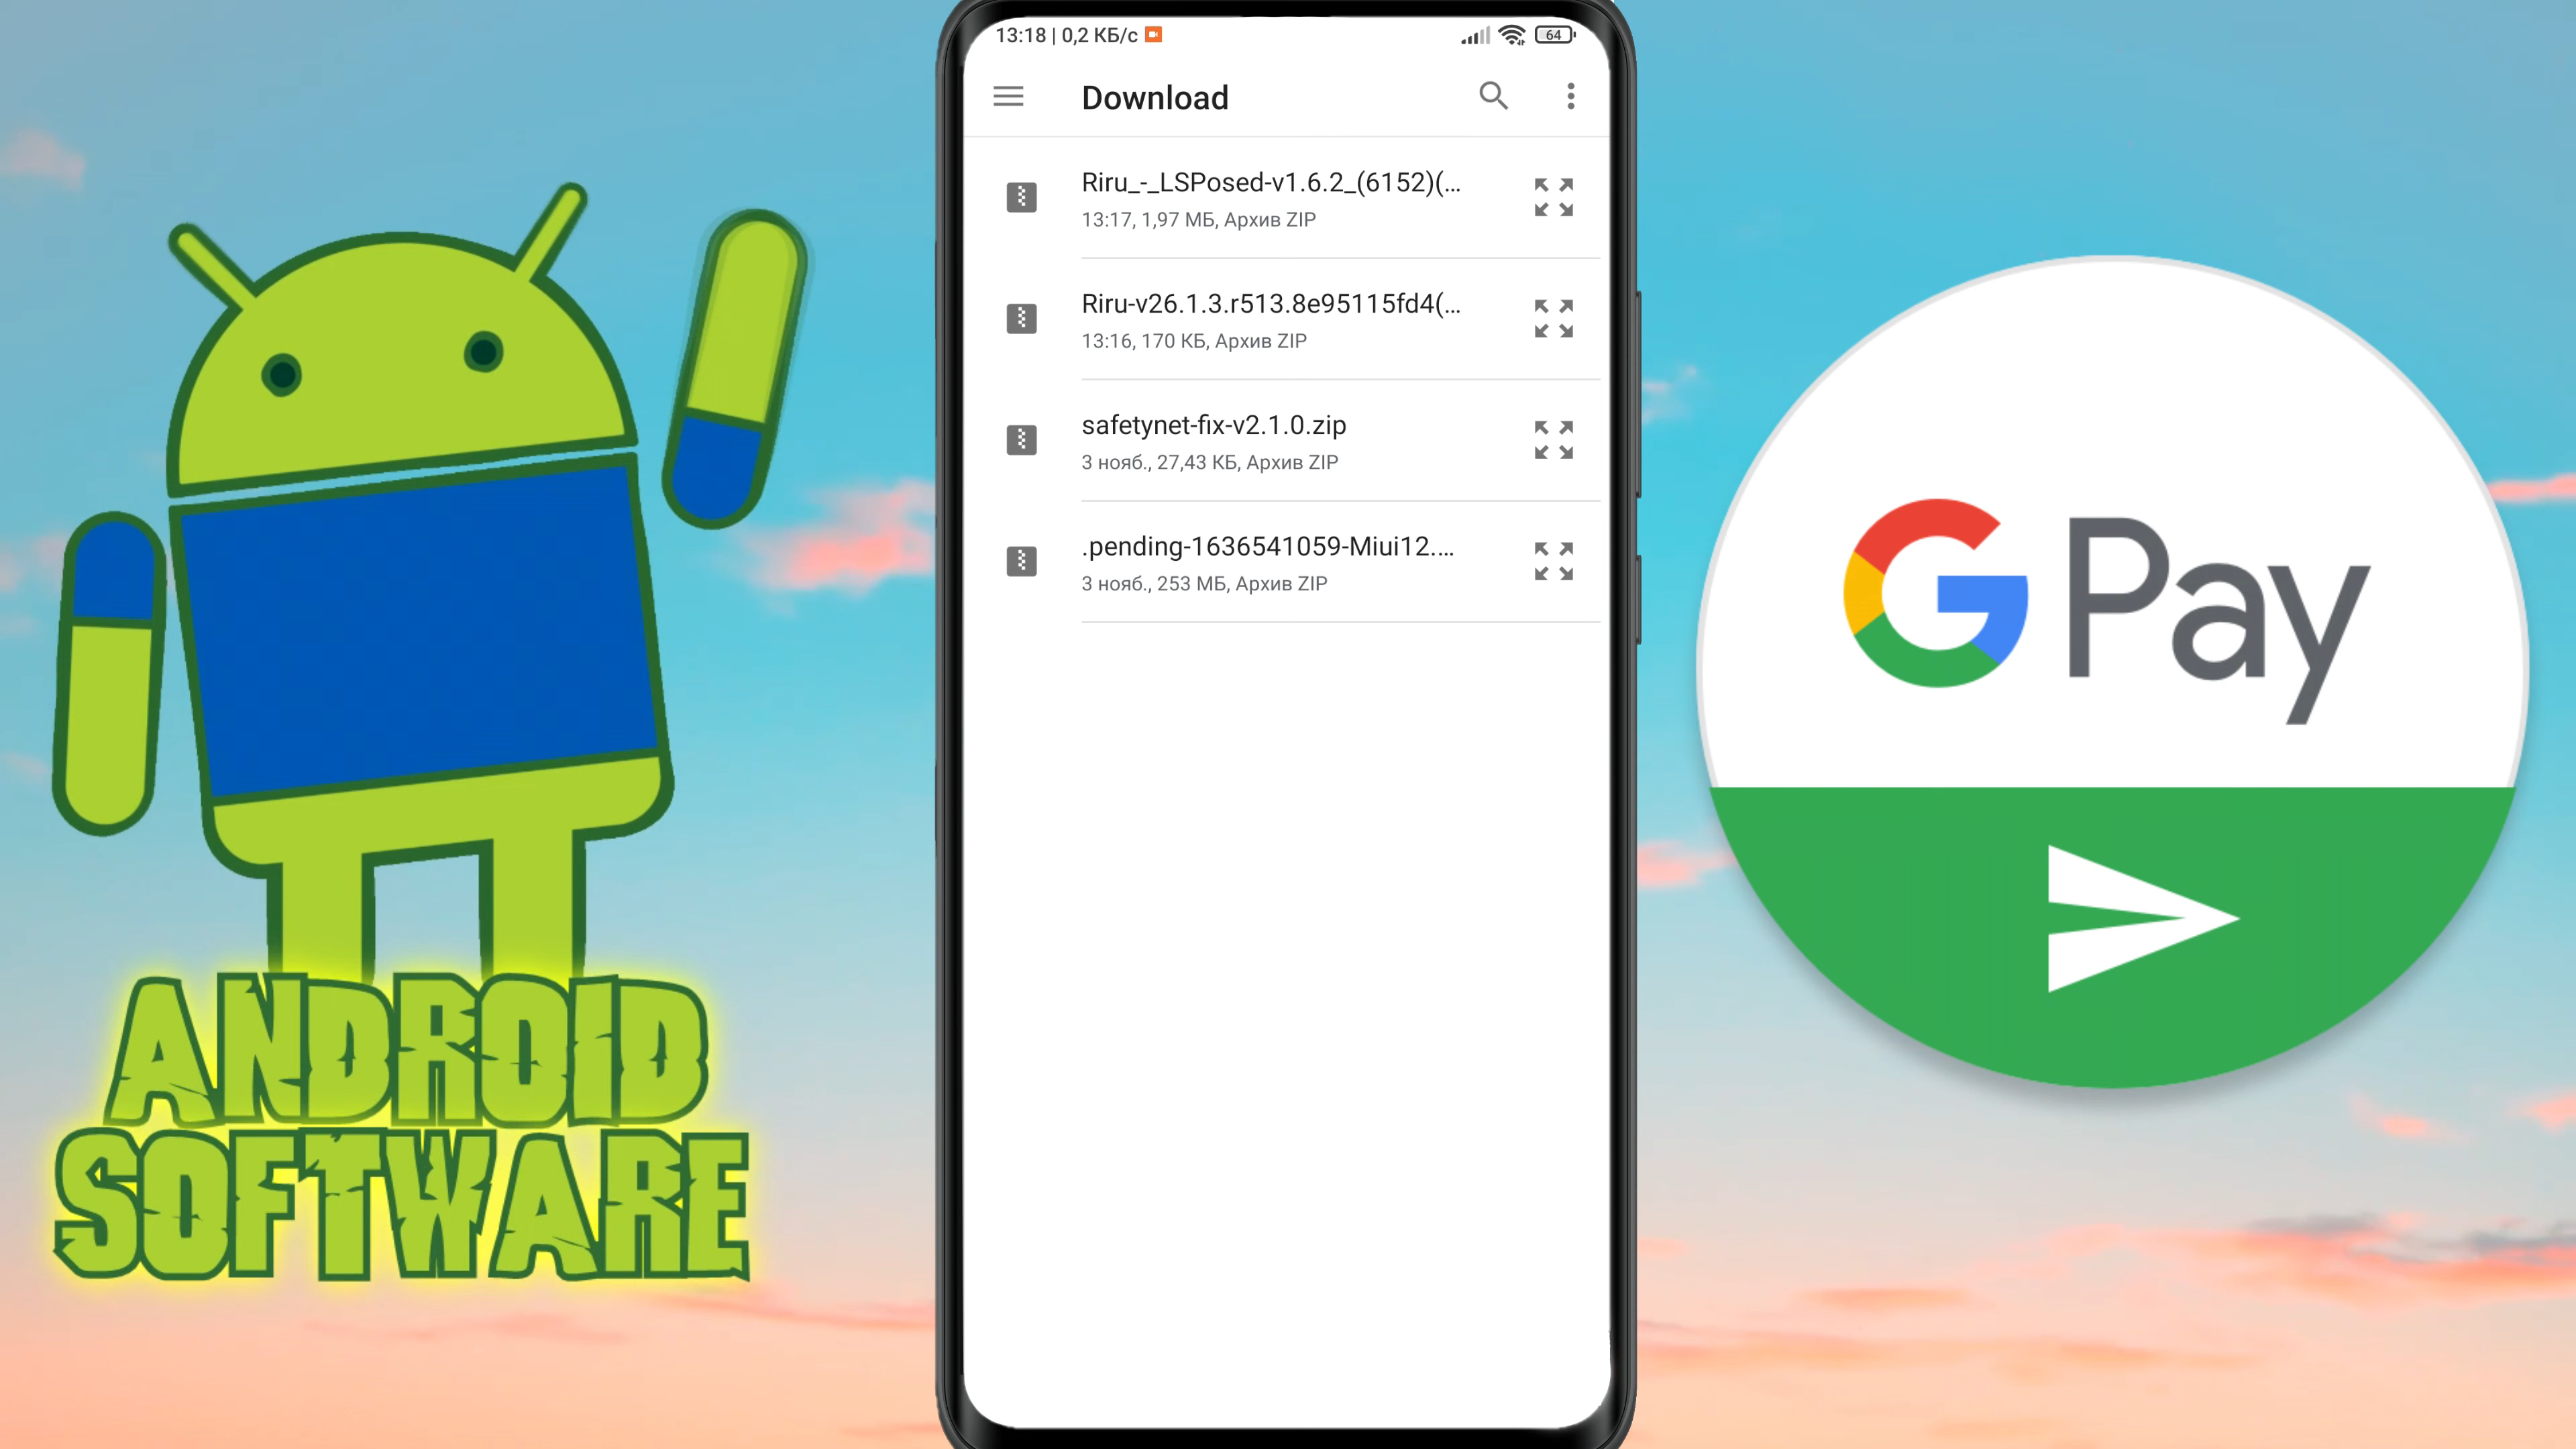 13:18 | 0,2 КБ/с
64
Download
Riru_-_LSPosed-v1.6.2_(6152)(...
13:17, 1,97 МБ, Архив ZIP
Riru-v26.1.3.r513.8e95115fd4(...
13:16, 170 КБ, Архив ZIP
safetynet-fix-v2.1.0.zip
3 нояб., 27,43 КБ, Архив ZIP
.pending-1636541059-Miui12....
3 нояб., 253 МБ, Архив ZIP
ANDROID
SOFTWARE
G Pay